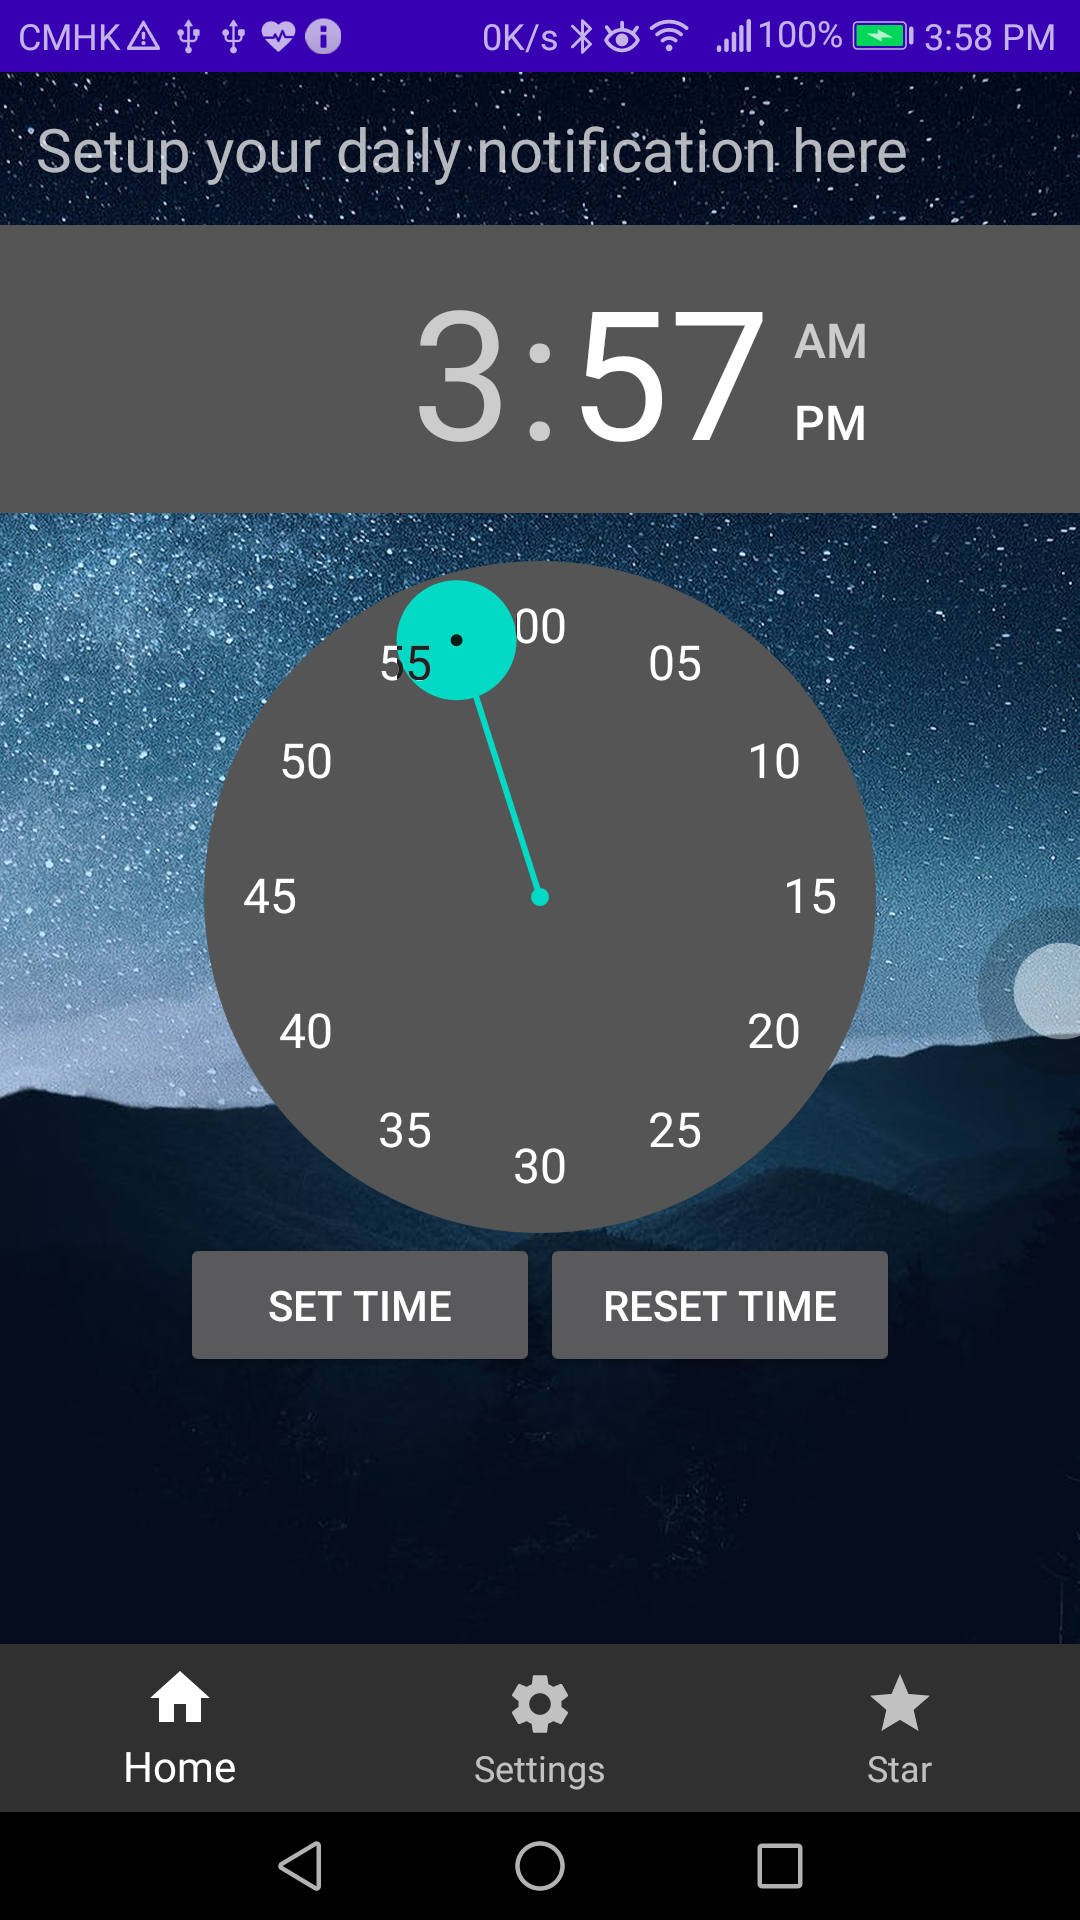 CMHK 0K/s 100% 3:58 PM
Setup your daily notification here
3:57
AM
PM
00
55 05
50 10
45 15
40 20
35 25
30
SET TIME RESET TIME
Home Settings Star